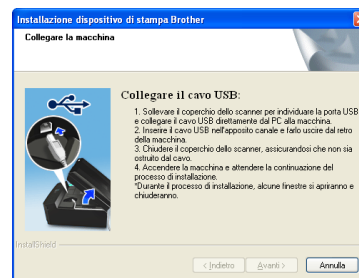 Installazione dispositivo di stampa Brother
Collegare la macchina
Collegare il cavo USB:
1. Sollevare il coperchio dello scanner per individuare la porta USB
e collegare il cavo USB direttamente dal PC alla macchina.
2. Inserire il cavo USB nell'apposito canale e farlo uscire dal retro
della macchina.
3. Chiudere il coperchio dello scanner, assicurandosi che non sia
ostruito dal cavo.
4. Accendere la macchina e attendere la continuazione del
processo di installazione.
*Durante il processo di installazione, alcune finestre si apriranno e
chiuderanno.
InstallShield
< Indietro
Avanti >
Annulla